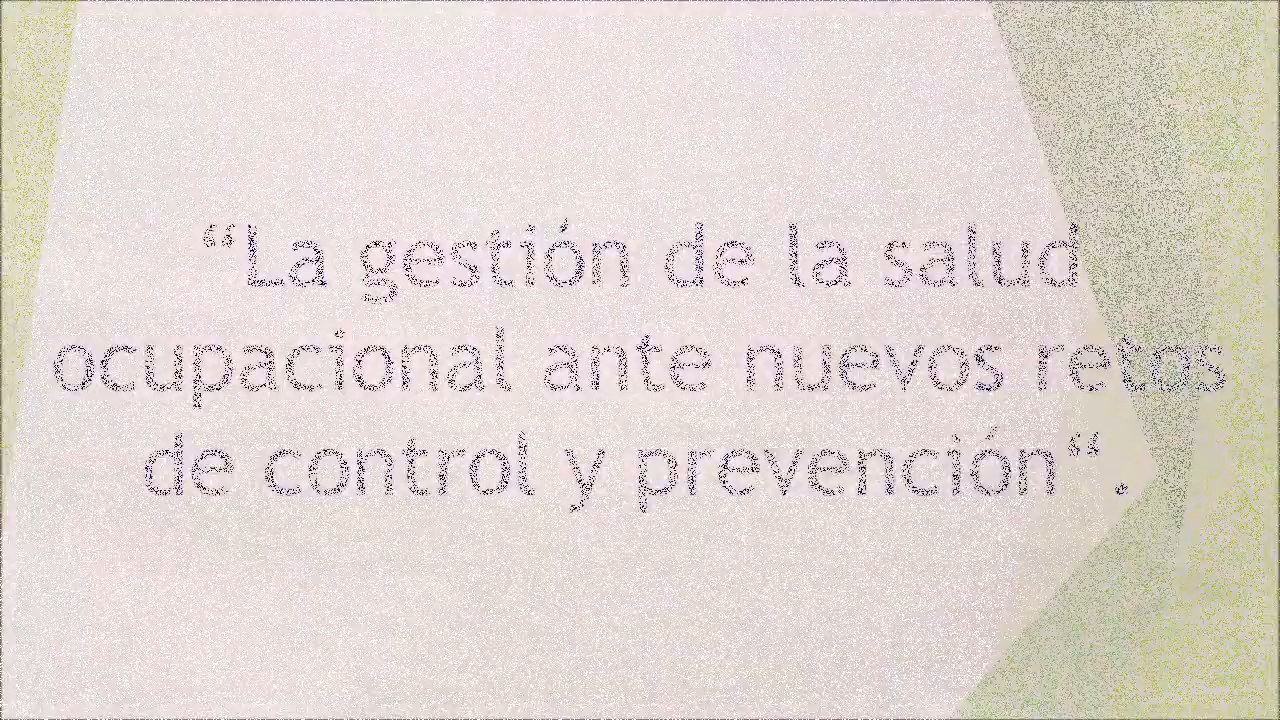 “La gestión de la salud
ocupacional ante nuevos retos
de control y prevención“ .